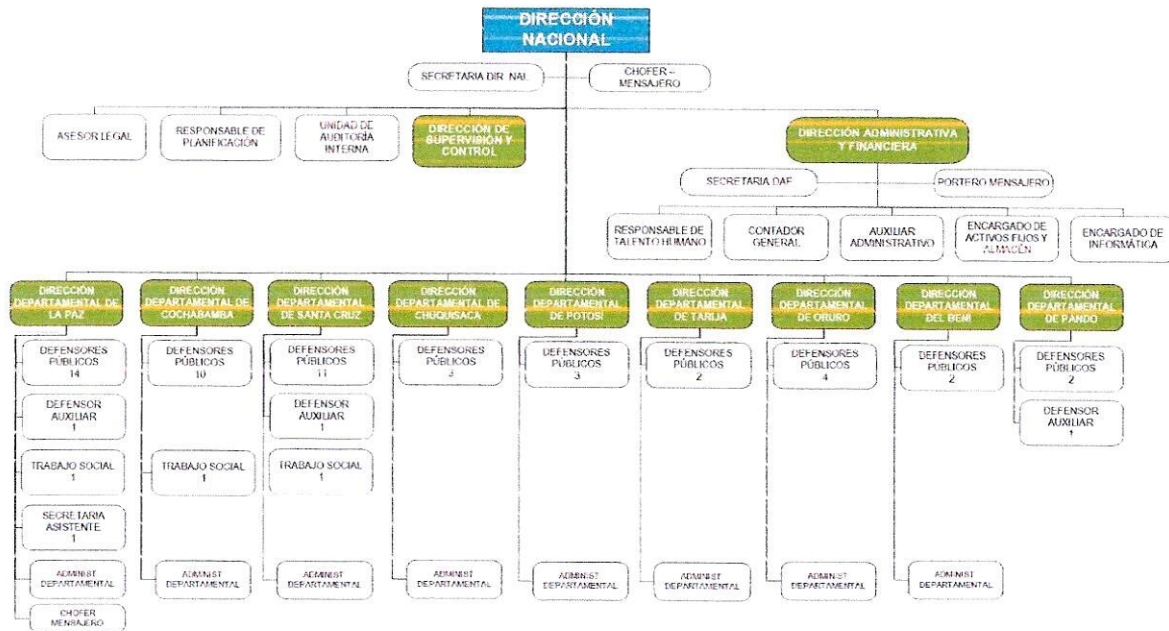 DIRECCIÓN
NACIONAL
SECRETARIA DIR. NAL.
CHOFER –
MENSAJERO
ASESOR LEGAL
RESPONSABLE DE
PLANIFICACIÓN
UNIDAD DE
AUDITORÍA
INTERNA
DIRECCIÓN DE
SUPERVISIÓN Y
CONTROL
DIRECCIÓN ADMINISTRATIVA
Y FINANCIERA
SECRETARIA DAF
PORTERO MENSAJERO
RESPONSABLE DE
TALENTO HUMANO
CONTADOR
GENERAL
AUXILIAR
ADMINISTRATIVO
ENCARGADO DE
ACTIVOS FIJOS Y
ALMACÉN
ENCARGADO DE
INFORMÁTICA
DIRECCIÓN
DEPARTAMENTAL DE
LA PAZ
DIRECCIÓN
DEPARTAMENTAL DE
COCHABAMBA
DIRECCIÓN
DEPARTAMENTAL
DE SANTA CRUZ
DIRECCIÓN
DEPARTAMENTAL DE
CHUQUISACA
DIRECCIÓN
DEPARTAMENTAL
DE POTOSÍ
DIRECCIÓN
DEPARTAMENTAL
DE TARIJA
DIRECCIÓN
DEPARTAMENTAL
DE ORURO
DIRECCIÓN
DEPARTAMENTAL
DEL BENI
DIRECCIÓN
DEPARTAMENTAL
DE PANDO
DEFENSORES
PÚBLICOS
14
DEFENSORES
PÚBLICOS
10
DEFENSORES
PÚBLICOS
11
DEFENSORES
PÚBLICOS
3
DEFENSORES
PÚBLICOS
3
DEFENSORES
PÚBLICOS
2
DEFENSORES
PÚBLICOS
4
DEFENSORES
PÚBLICOS
2
DEFENSORES
PÚBLICOS
2
DEFENSOR
AUXILIAR
1
DEFENSOR
AUXILIAR
1
DEFENSOR
AUXILIAR
1
TRABAJO SOCIAL
1
TRABAJO SOCIAL
1
TRABAJO SOCIAL
1
SECRETARIA
ASISTENTE
1
ADMINIST
DEPARTAMENTAL
ADMINIST
DEPARTAMENTAL
ADMINIST
DEPARTAMENTAL
ADMINIST
DEPARTAMENTAL
ADMINIST
DEPARTAMENTAL
ADMINIST
DEPARTAMENTAL
ADMINIST
DEPARTAMENTAL
ADMINIST
DEPARTAMENTAL
CHOFER
MENSAJERO